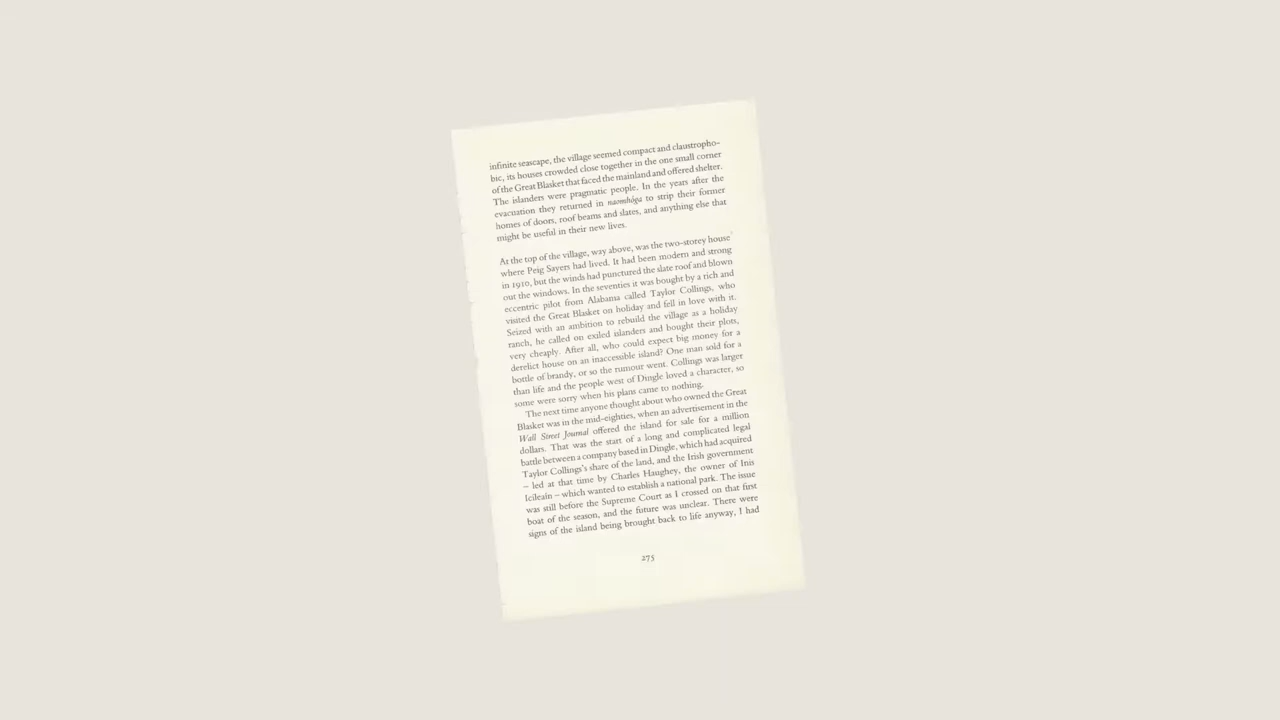 infinite seascape, the village seemed compact and claustropho-
bic, its houses crowded close together in the one small corner
of the Great Blasket that faced the mainland and offered shelter.
The islanders were pragmatic people. In the years after the
evacuation they returned in naomhóga to strip their former
homes of doors, roof beams and slates, and anything else that
might be useful in their new lives.
At the top of the village, way above, was the two-storey house
where Peig Sayers had lived. It had been modern and strong
in 1910, but the winds had punctured the slate roof and blown
out the windows. In the seventies it was bought by a rich and
eccentric pilot from Alabama called Taylor Collings, who
visited the Great Blasket on holiday and fell in love with it.
Seized with an ambition to rebuild the village as a holiday
ranch, he called on exiled islanders and bought their plots,
very cheaply. After all, who could expect big money for a
derelict house on an inaccessible island? One man sold for a
bottle of brandy, or so the rumour went. Collings was larger
than life and the people west of Dingle loved a character, so
some were sorry when his plans came to nothing.
The next time anyone thought about who owned the Great
Blasket was in the mid-eighties, when an advertisement in the
Wall Street Journal offered the island for sale for a million
dollars. That was the start of a long and complicated legal
battle between a company based in Dingle, which had acquired
Taylor Collings's share of the land, and the Irish government
– led at that time by Charles Haughey, the owner of Inis
Icileain – which wanted to establish a national park. The issue
was still before the Supreme Court as I crossed on that first
boat of the season, and the future was unclear. There were
signs of the island being brought back to life anyway, I had
275